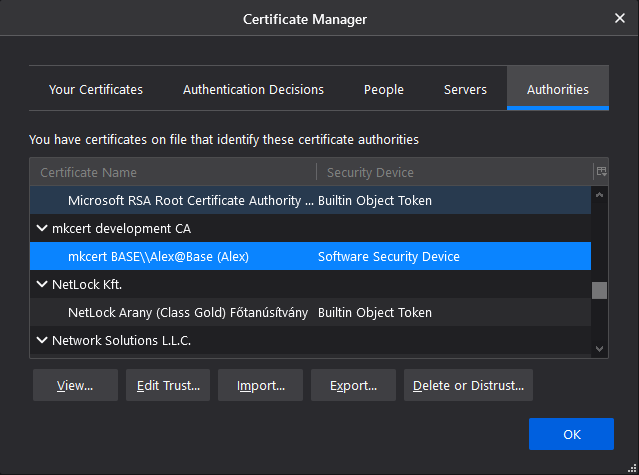 Certificate Manager
Your Certificates
Authentication Decisions
People
Servers
Authorities
You have certificates on file that identify these certificate authorities
Certificate Name Security Device
Microsoft RSA Root Certificate Authority ... Builtin Object Token
mkcert development CA
mkcert BASE\\Alex@Base (Alex) Software Security Device
NetLock Kft.
NetLock Arany (Class Gold) Főtanúsítvány Builtin Object Token
Network Solutions L.L.C.
View...
Edit Trust...
Import...
Export...
Delete or Distrust...
OK